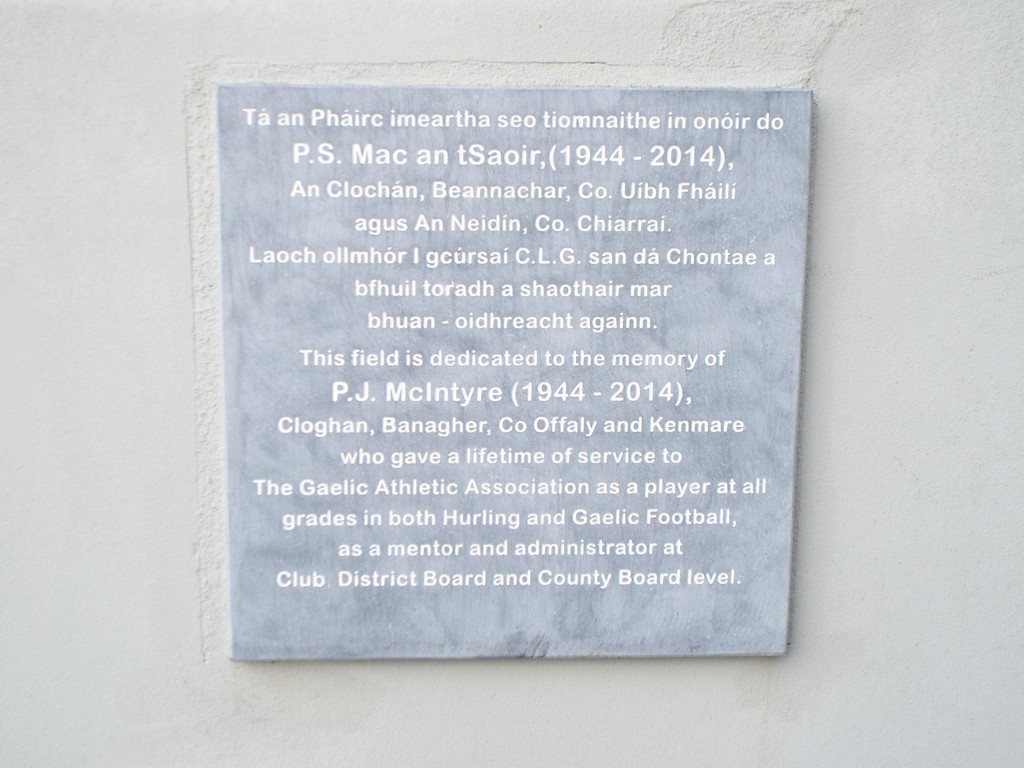 Tá an Pháirc imeartha seo tiomnaithe in onóir do
P.S. Mac an tSaoir,(1944 - 2014),
An Clochán, Beannachar, Co. Uíbh Fháilí
agus An Neidín, Co. Chiarraí.
Laoch ollmhór I gcúrsaí C.L.G. san dá Chontae a
bfhuil toradh a shaothair mar
bhuan - oidhreacht againn.
This field is dedicated to the memory of
P.J. McIntyre (1944 - 2014),
Cloghan, Banagher, Co Offaly and Kenmare
who gave a lifetime of service to
The Gaelic Athletic Association as a player at all
grades in both Hurling and Gaelic Football,
as a mentor and administrator at
Club, District Board and County Board level.